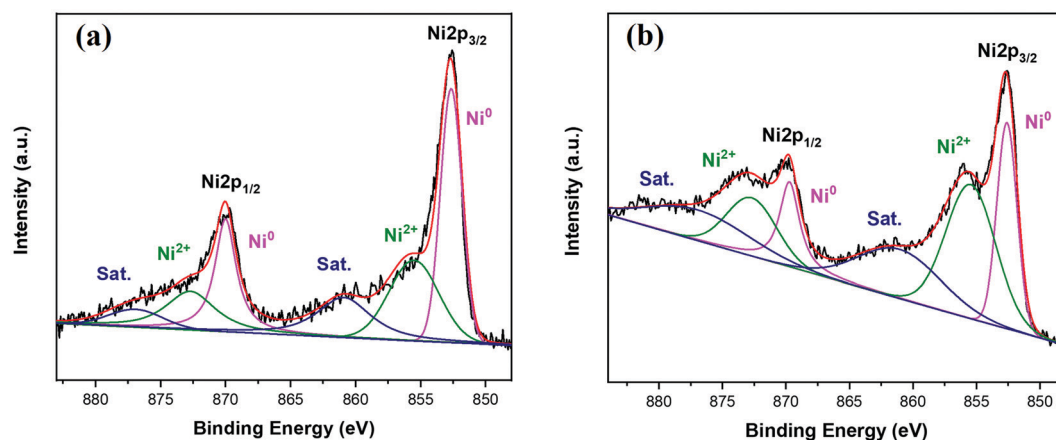 (a)
Ni2p3/2
Ni0
Ni2p1/2
Ni0
Ni2+
Ni2+
Sat.
Sat.
Intensity (a.u.)
880 875 870 865 860 855 850
Binding Energy (eV)
(b)
Ni2p3/2
Ni0
Ni2+
Ni2p1/2
Ni2+
Sat.
Ni0
Sat.
Intensity (a.u.)
880 875 870 865 860 855 850
Binding Energy (eV)